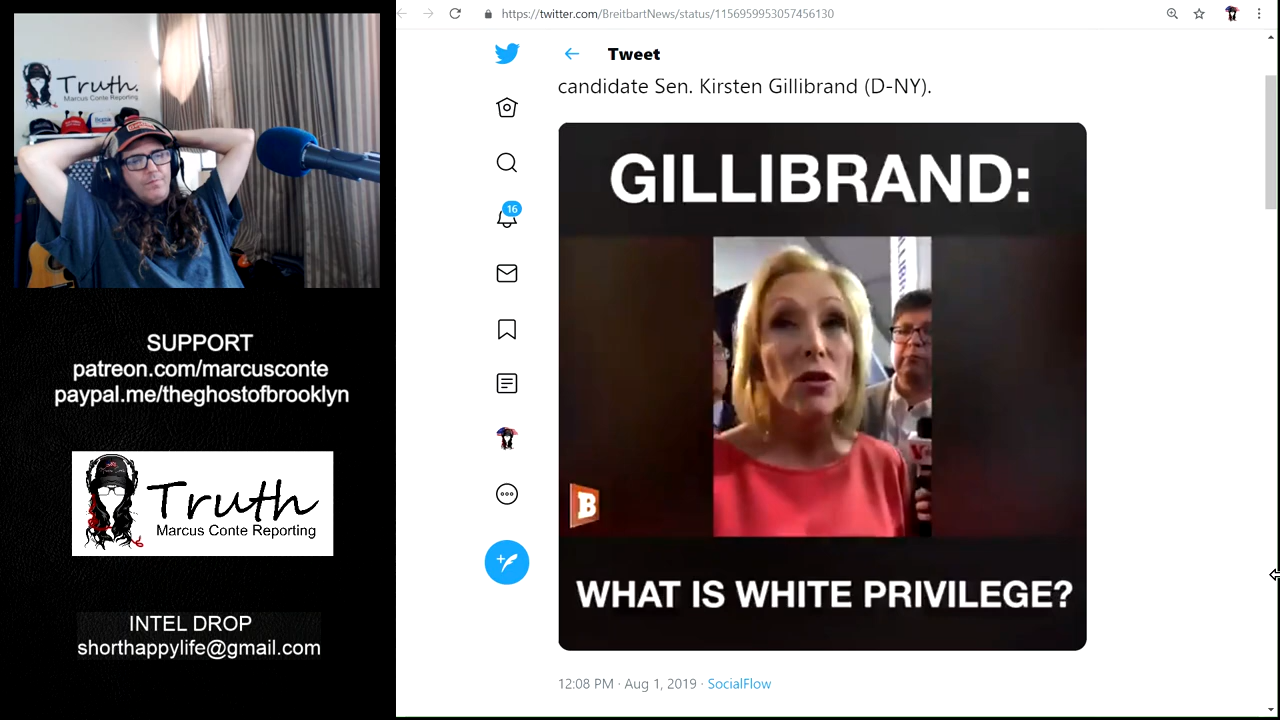 Truth.
Marcus Conte Reporting
SUPPORT
patreon.com/marcusconte
paypal.me/theghostofbrooklyn
Truth
Marcus Conte Reporting
INTEL DROP
shorthappylife@gmail.com
https://twitter.com/BreitbartNews/status/1156959953057456130
Tweet
candidate Sen. Kirsten Gillibrand (D-NY).
16
GILLIBRAND:
B
WHAT IS WHITE PRIVILEGE?
12:08 PM · Aug 1, 2019 · SocialFlow